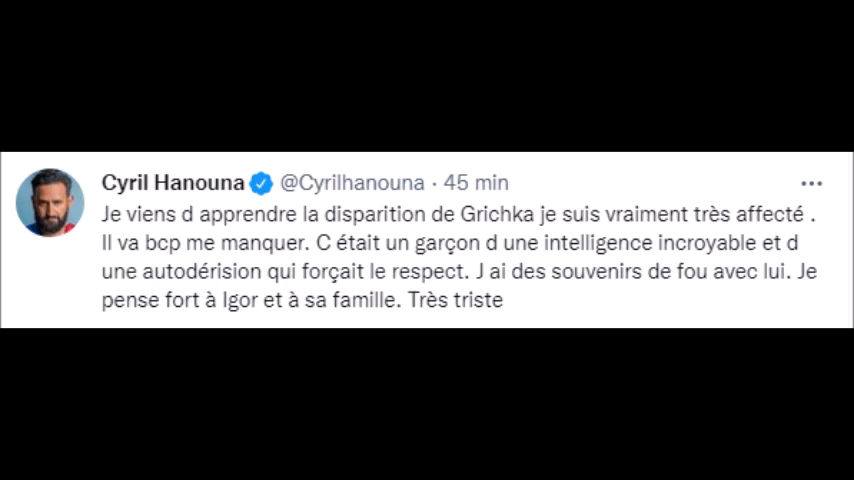 Cyril Hanouna @Cyrilhanouna · 45 min
Je viens d apprendre la disparition de Grichka je suis vraiment très affecté .
Il va bcp me manquer. C était un garçon d une intelligence incroyable et d
une autodérision qui forçait le respect. J ai des souvenirs de fou avec lui. Je
pense fort à Igor et à sa famille. Très triste